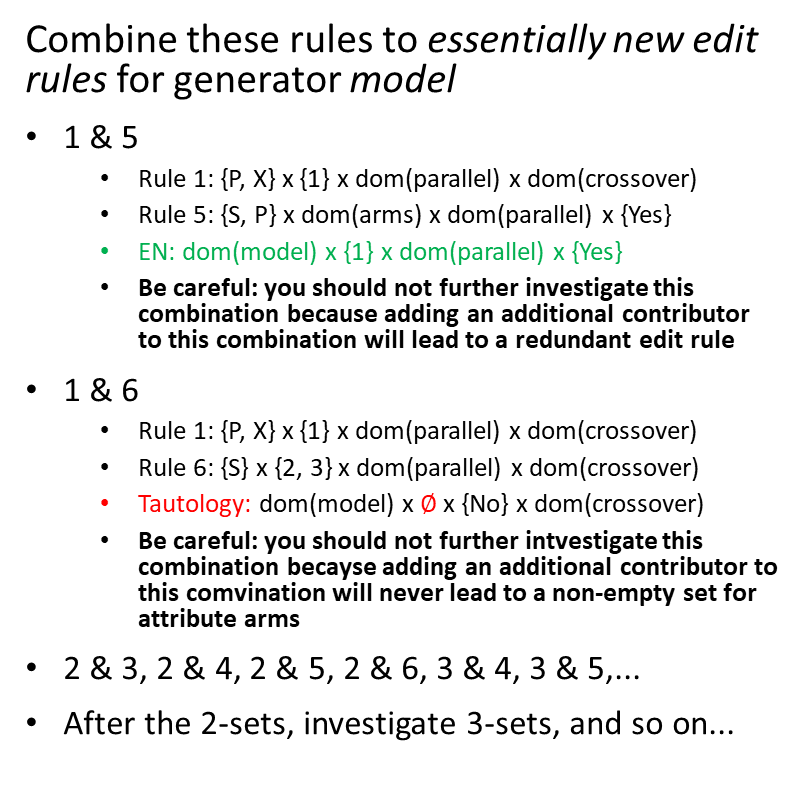 Combine these rules to essentially new edit
rules for generator model
• 1 & 5
• Rule 1: {P, X} x {1} x dom(parallel) x dom(crossover)
• Rule 5: {S, P} x dom(arms) x dom(parallel) x {Yes}
• EN: dom(model) x {1} x dom(parallel) x {Yes}
• Be careful: you should not further investigate this
combination because adding an additional contributor
to this combination will lead to a redundant edit rule
• 1 & 6
• Rule 1: {P, X} x {1} x dom(parallel) x dom(crossover)
• Rule 6: {S} x {2, 3} x dom(parallel) x dom(crossover)
• Tautology: dom(model) x Ø x {No} x dom(crossover)
• Be careful: you should not further intvestigate this
combination becayse adding an additional contributor to
this comvination will never lead to a non-empty set for
attribute arms
• 2 & 3, 2 & 4, 2 & 5, 2 & 6, 3 & 4, 3 & 5,...
• After the 2-sets, investigate 3-sets, and so on...